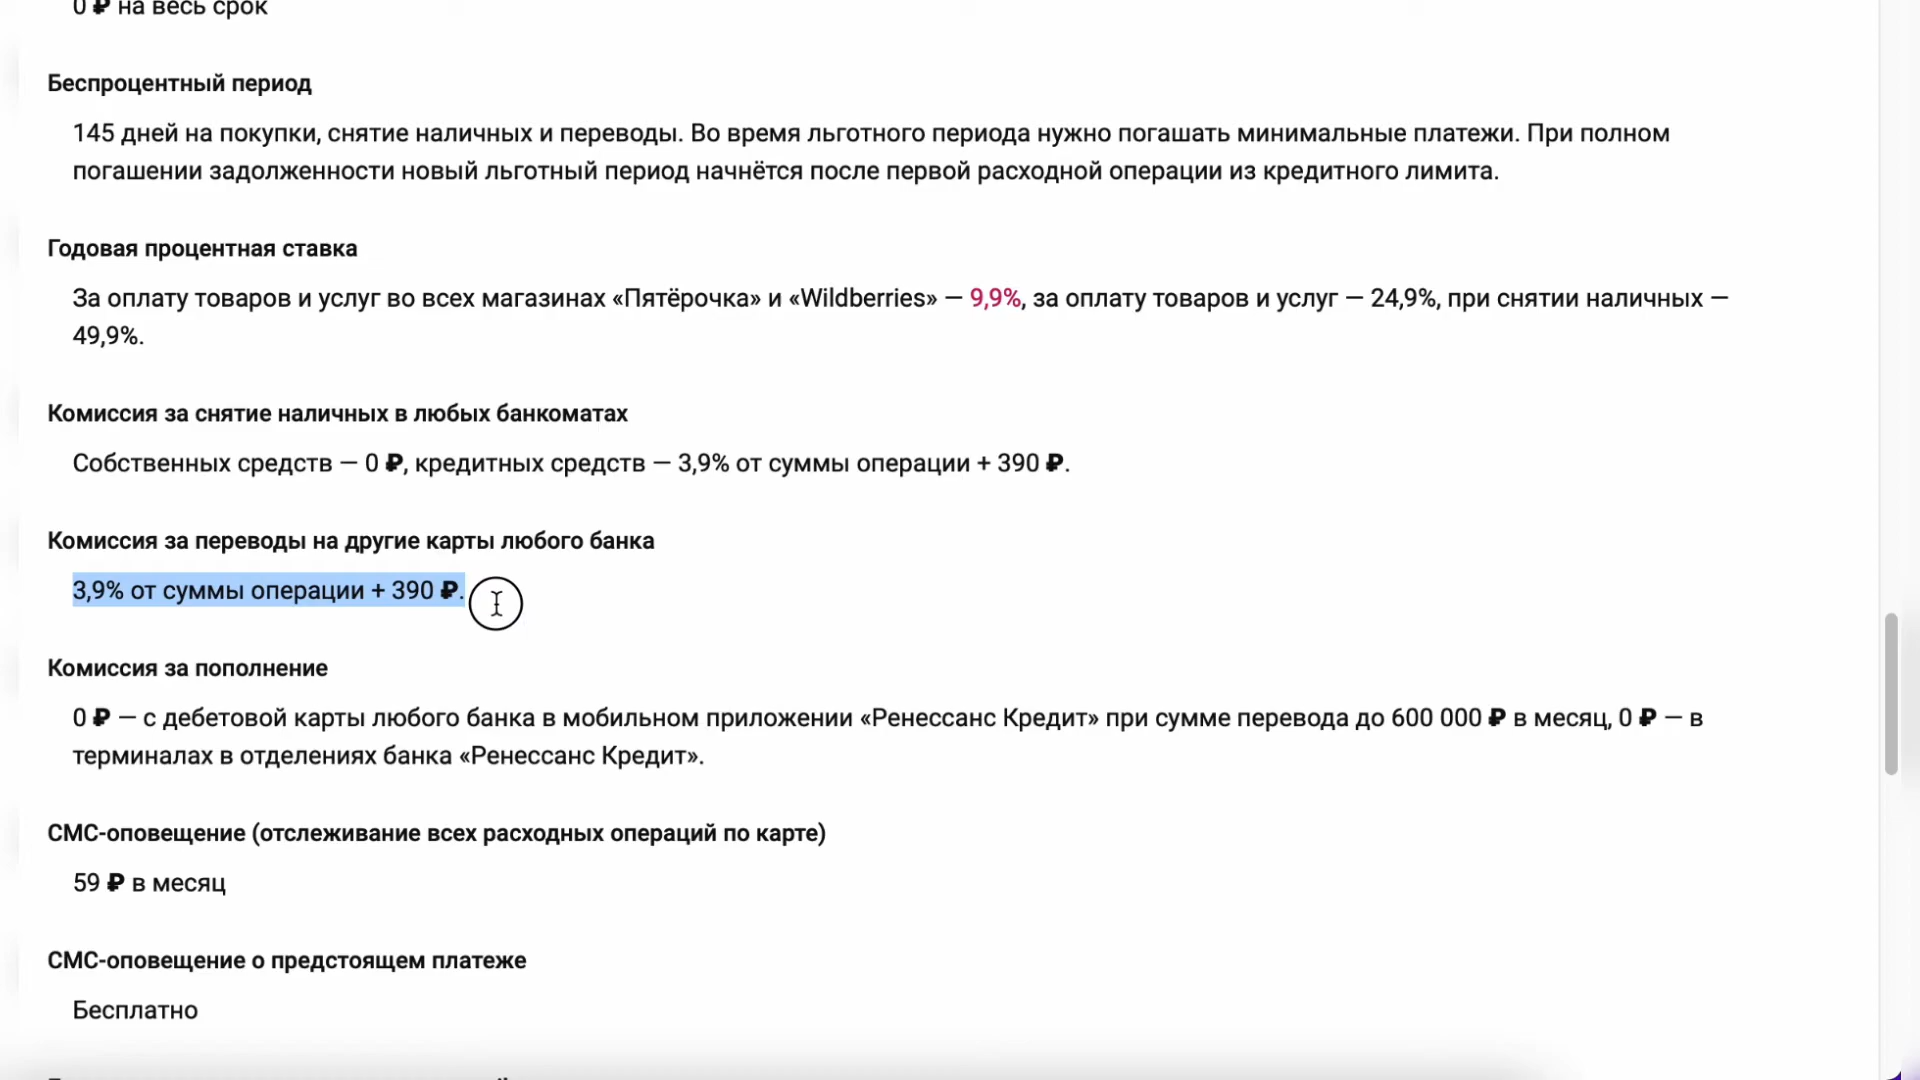 0 ₽ на весь срок
Беспроцентный период
145 дней на покупки, снятие наличных и переводы. Во время льготного периода нужно погашать минимальные платежи. При полном
погашении задолженности новый льготный период начнётся после первой расходной операции из кредитного лимита.
Годовая процентная ставка
За оплату товаров и услуг во всех магазинах «Пятёрочка» и «Wildberries» — 9,9%, за оплату товаров и услуг — 24,9%, при снятии наличных —
49,9%.
Комиссия за снятие наличных в любых банкоматах
Собственных средств — 0 ₽, кредитных средств — 3,9% от суммы операции + 390 ₽.
Комиссия за переводы на другие карты любого банка
3,9% от суммы операции + 390 ₽.
Комиссия за пополнение
0 ₽ — с дебетовой карты любого банка в мобильном приложении «Ренессанс Кредит» при сумме перевода до 600 000 ₽ в месяц, 0 ₽ — в
терминалах в отделениях банка «Ренессанс Кредит».
СМС-оповещение (отслеживание всех расходных операций по карте)
59 ₽ в месяц
СМС-оповещение о предстоящем платеже
Бесплатно